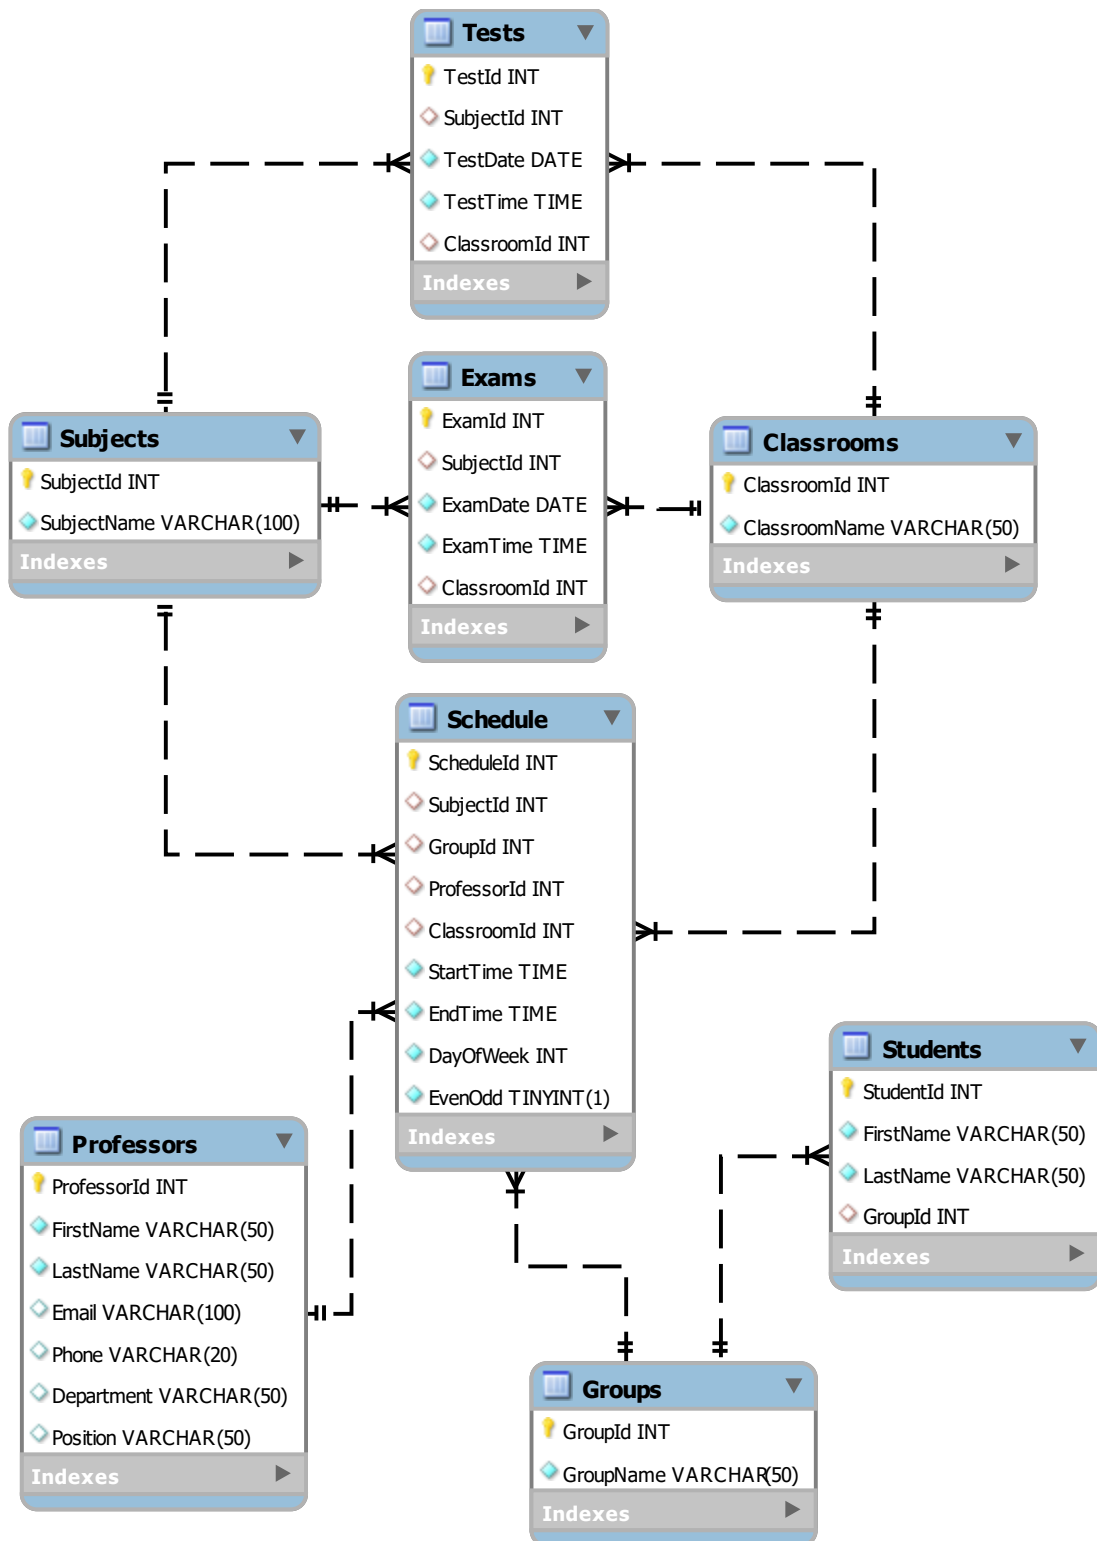 Tests
TestId INT
SubjectId INT
TestDate DATE
TestTime TIME
ClassroomId INT
Indexes
Exams
ExamId INT
SubjectId INT
ExamDate DATE
ExamTime TIME
ClassroomId INT
Indexes
Subjects
SubjectId INT
SubjectName VARCHAR(100)
Indexes
Classrooms
ClassroomId INT
ClassroomName VARCHAR(50)
Indexes
Schedule
ScheduleId INT
SubjectId INT
GroupId INT
ProfessorId INT
ClassroomId INT
StartTime TIME
EndTime TIME
DayOfWeek INT
EvenOdd TINYINT(1)
Indexes
Students
StudentId INT
FirstName VARCHAR(50)
LastName VARCHAR(50)
GroupId INT
Indexes
Professors
ProfessorId INT
FirstName VARCHAR(50)
LastName VARCHAR(50)
Email VARCHAR(100)
Phone VARCHAR(20)
Department VARCHAR(50)
Position VARCHAR(50)
Indexes
Groups
GroupId INT
GroupName VARCHAR(50)
Indexes